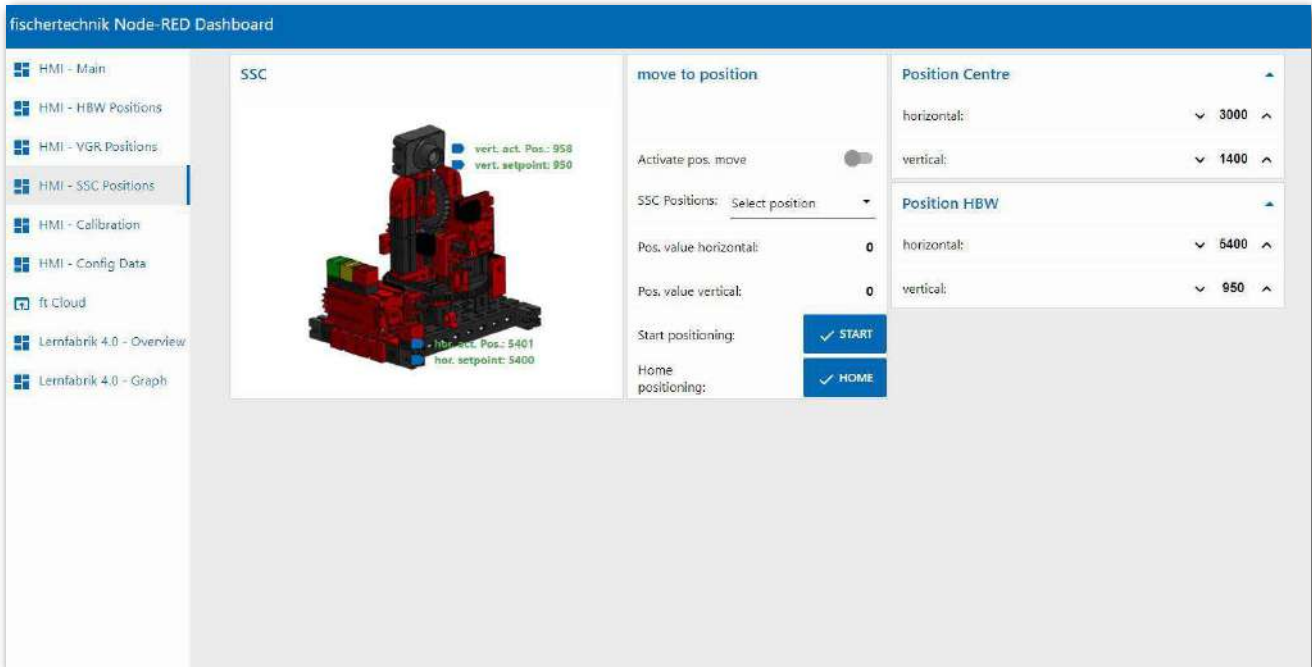 fischertechnik Node-RED Dashboard
HMI - Main
HMI - HBW Positions
HMI - VGR Positions
HMI - SSC Positions
HMI - Calibration
HMI - Config Data
ft Cloud
Lernfabrik 4.0 - Overview
Lernfabrik 4.0 - Graph
SSC
vert. act. Pos.: 958
vert. setpoint: 950
hor. act. Pos.: 5401
hor. setpoint: 5400
move to position
Activate pos. move
SSC Positions: Select position
Pos. value horizontal: 0
Pos. value vertical: 0
Start positioning: START
Home
positioning: HOME
Position Centre
horizontal: 3000
vertical: 1400
Position HBW
horizontal: 5400
vertical: 950